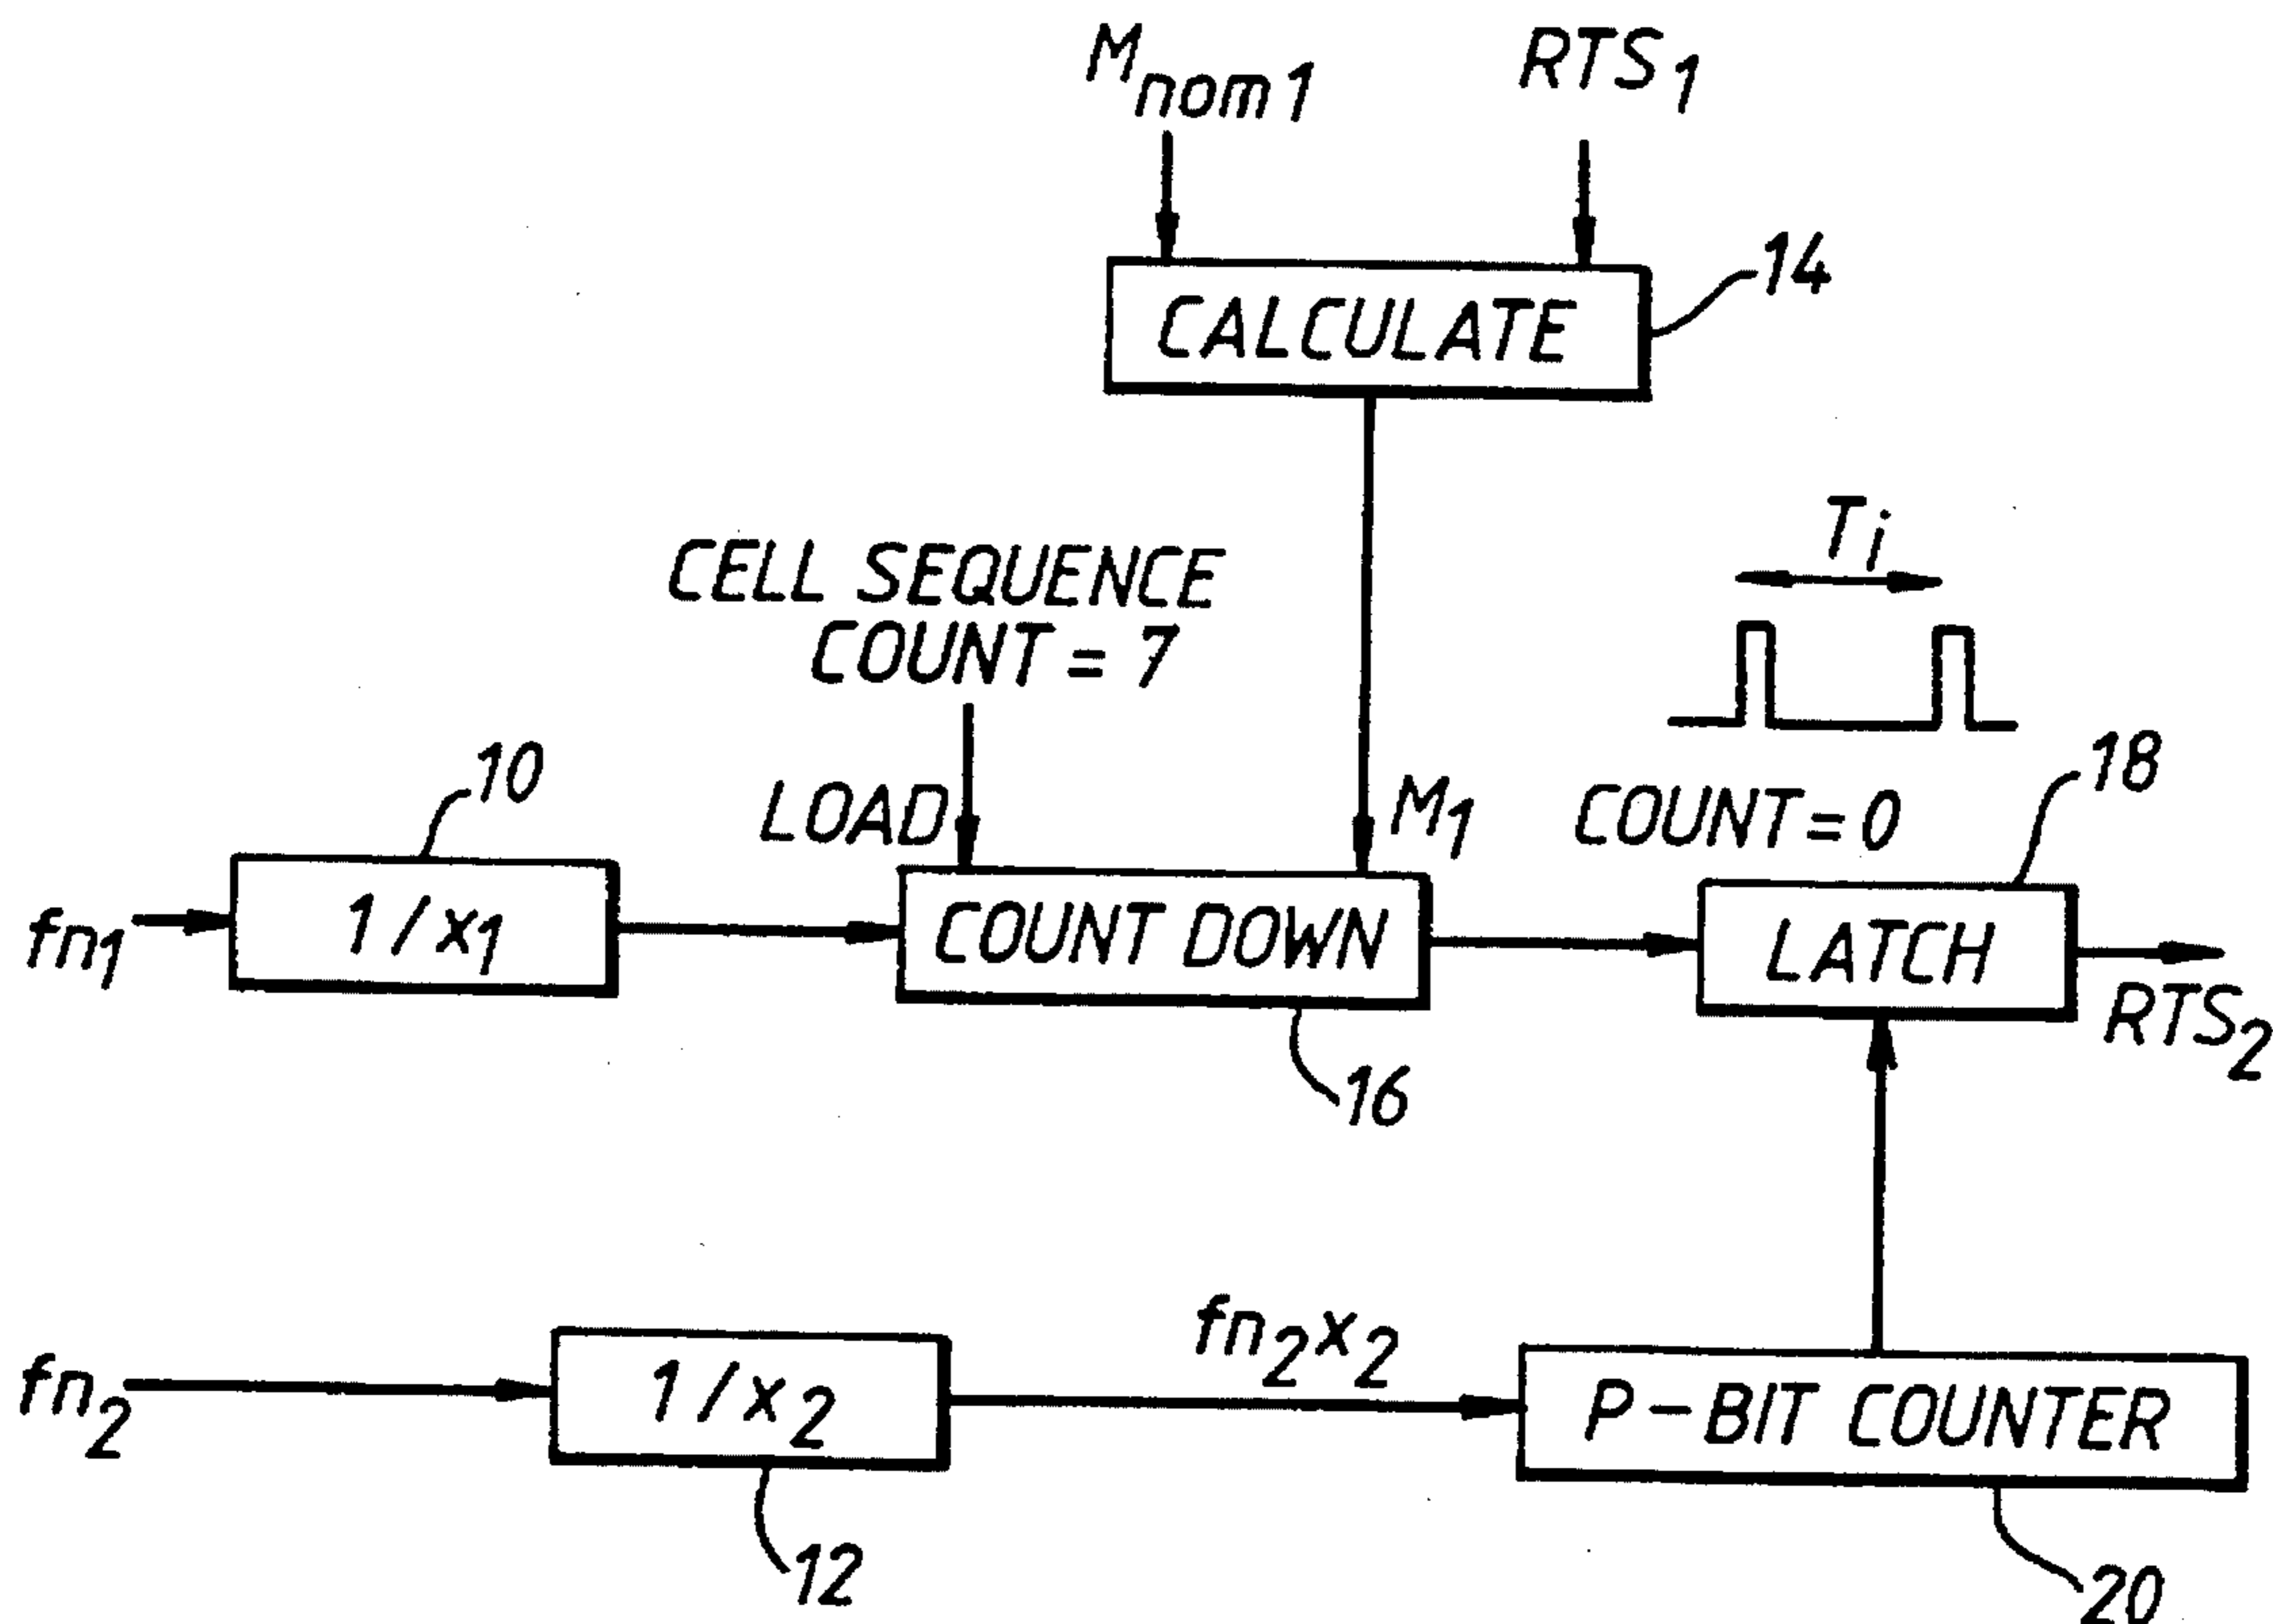 Mnom1
RTS1
CALCULATE
14
Ti
CELL SEQUENCE
COUNT = 7
LOAD
M1
COUNT = 0
18
10
fn1
1/x1
COUNT DOWN
LATCH
RTS2
16
fn2
1/x2
fn2x2
P-BIT COUNTER
12
20